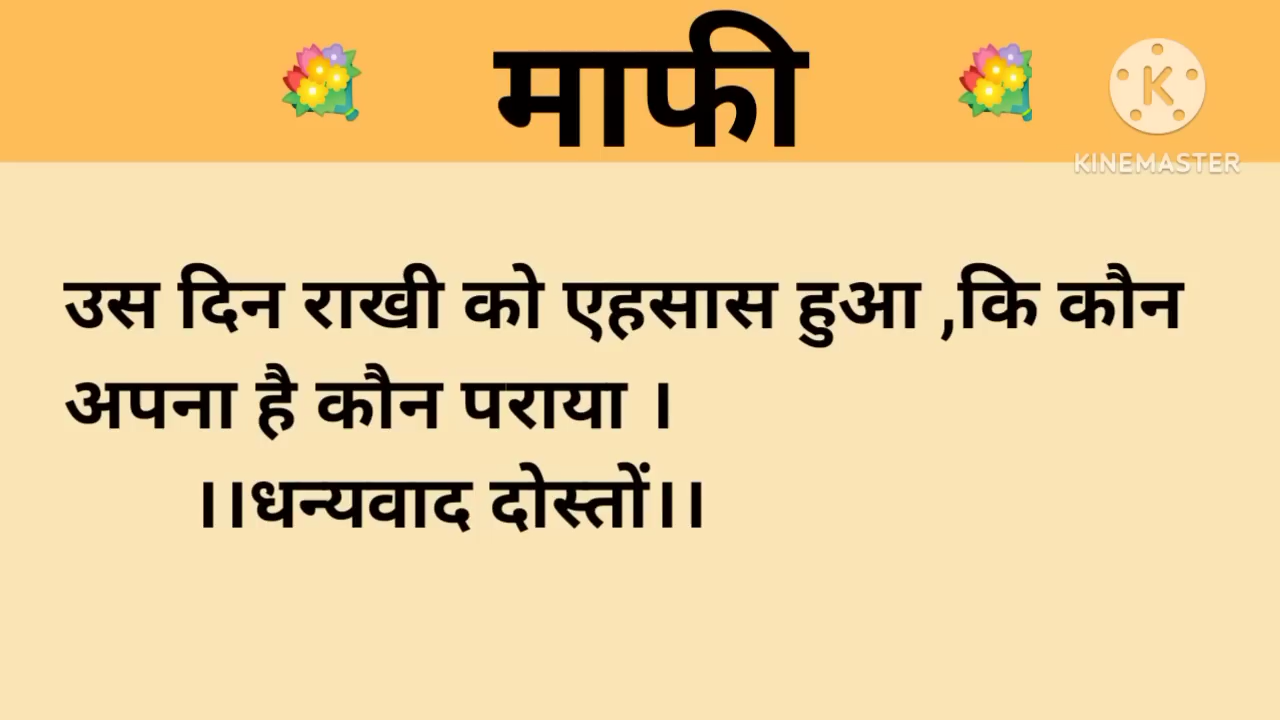 माफी
KINEMASTER
उस दिन राखी को एहसास हुआ ,कि कौन
अपना है कौन पराया ।
।।धन्यवाद दोस्तों।।